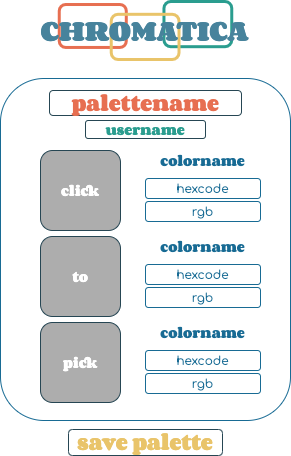 CHROMATICA
palettename
username
click
colorname
hexcode
rgb
to
colorname
hexcode
rgb
pick
colorname
hexcode
rgb
save palette